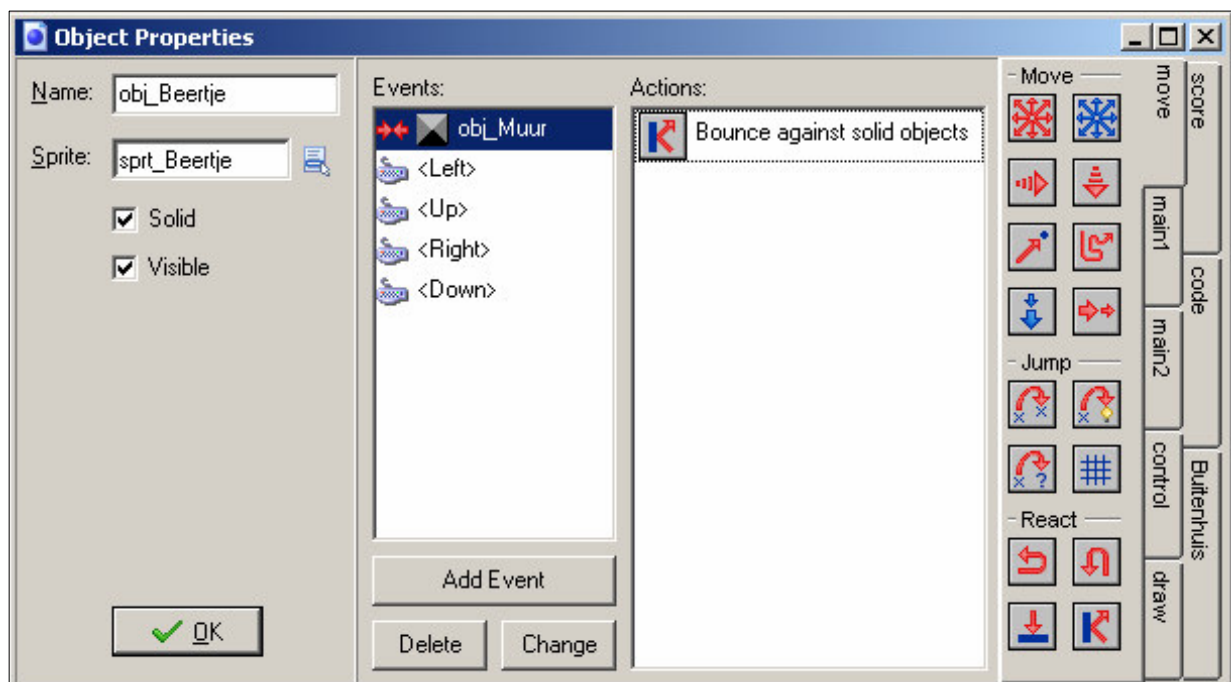 Object Properties
Name: obj_Beertje
Sprite: sprt_Beertje
Solid
Visible
OK
Events:
obj_Muur
<Left>
<Up>
<Right>
<Down>
Add Event
Delete
Change
Actions:
Bounce against solid objects
Move
Jump
React
move
main1
main2
control
draw
score
code
Buitenhuis